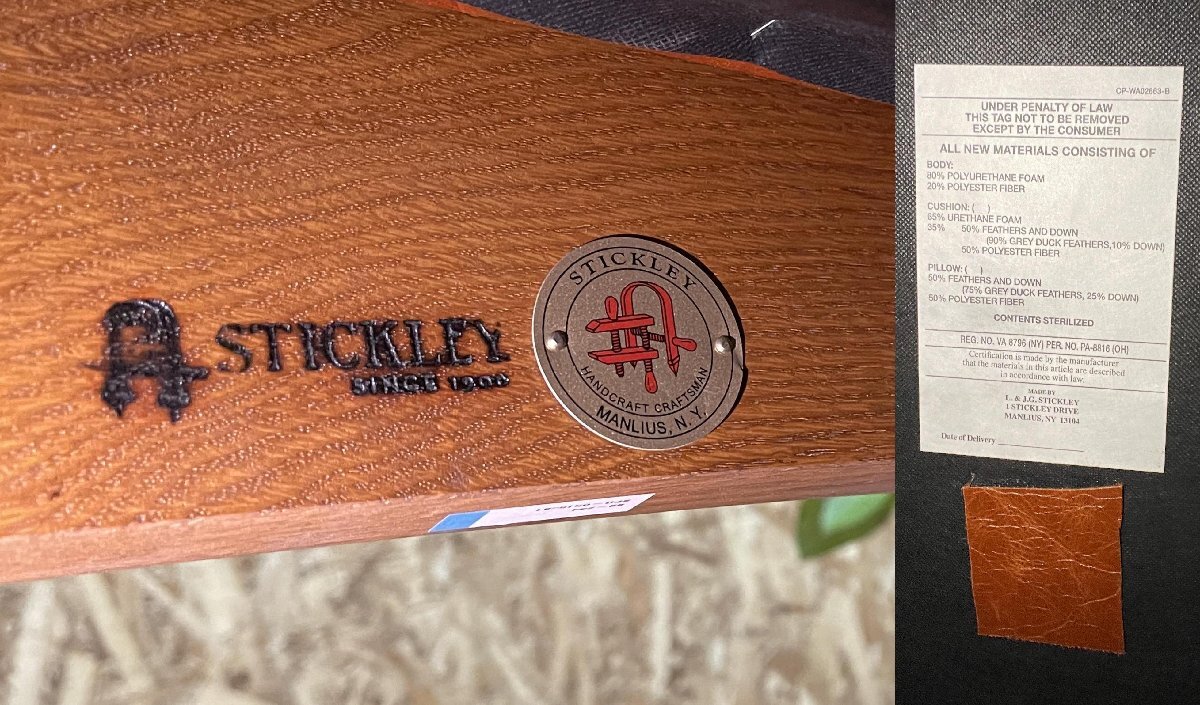 STICKLEY
SINCE 1900
STICKLEY
HANDCRAFT CRAFTSMAN
MANLIUS, N. Y.
CP-WA02663-B
UNDER PENALTY OF LAW
THIS TAG NOT TO BE REMOVED
EXCEPT BY THE CONSUMER
ALL NEW MATERIALS CONSISTING OF
BODY:
80% POLYURETHANE FOAM
20% POLYESTER FIBER
CUSHION: ( )
65% URETHANE FOAM
35% 50% FEATHERS AND DOWN
(90% GREY DUCK FEATHERS,10% DOWN)
50% POLYESTER FIBER
PILLOW: ( )
50% FEATHERS AND DOWN
(75% GREY DUCK FEATHERS, 25% DOWN)
50% POLYESTER FIBER
CONTENTS STERILIZED
REG. NO. VA 8796 (NY) PER. NO. PA-8816 (OH)
Certification is made by the manufacturer
that the materials in this article are described
in accordance with law.
MADE BY
L. & J.G. STICKLEY
1 STICKLEY DRIVE
MANLIUS, NY 13104
Date of Delivery